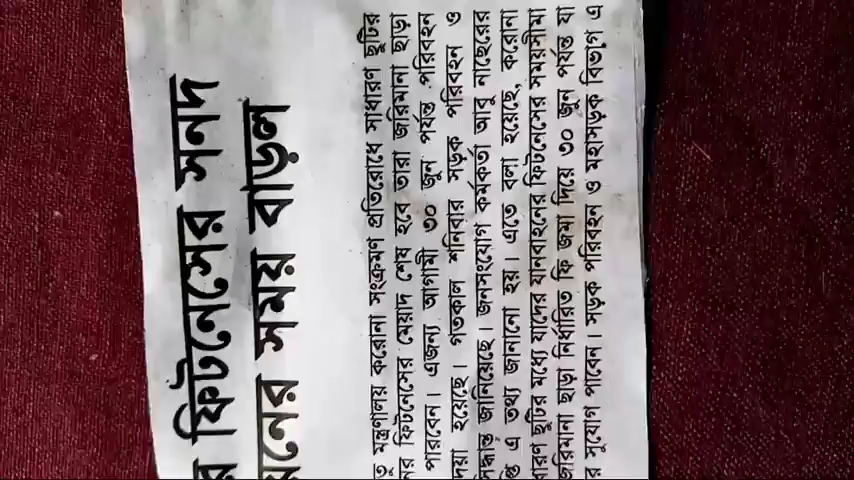 র ফিটনেসের সনদ
য়নের সময় বাড়ল
তু মন্ত্রণালয় করোনা সংক্রমণ প্রতিরোধে সাধারণ ছুটির
নের ফিটনেসের মেয়াদ শেষ হবে তারা জরিমানা ছাড়া
পারবেন। এজন্য আগামী ৩০ জুন পর্যন্ত পরিবহন
দেয়া হয়েছে। গতকাল শনিবার সড়ক পরিবহন ও
সিদ্ধান্ত জানিয়েছে। জনসংযোগ কর্মকর্তা আবু নাছেরের
এ তথ্য জানানো হয়। এতে বলা হয়েছে, করোনা
ধারণ ছুটির মধ্যে যাদের যানবাহনের ফিটনেসের সময়সীমা
জরিমানা ছাড়া নির্ধারিত ফি জমা দিয়ে ৩০ জুন পর্যন্ত যা
র সুযোগ পাবেন। সড়ক পরিবহন ও মহাসড়ক বিভাগ এ